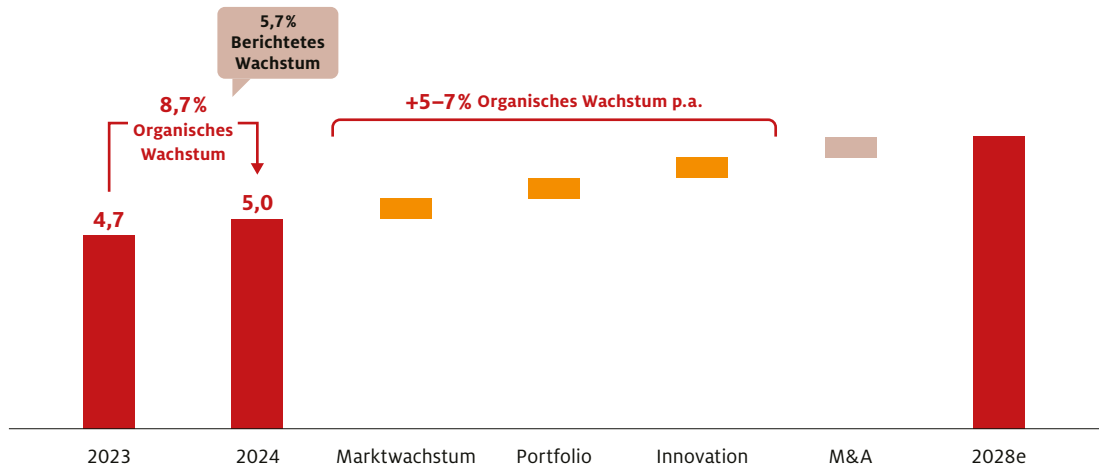 5,7%
Berichtetes
Wachstum
8,7%
Organisches
Wachstum
+5–7% Organisches Wachstum p.a.
4,7
5,0
2023
2024
Marktwachstum
Portfolio
Innovation
M&A
2028e